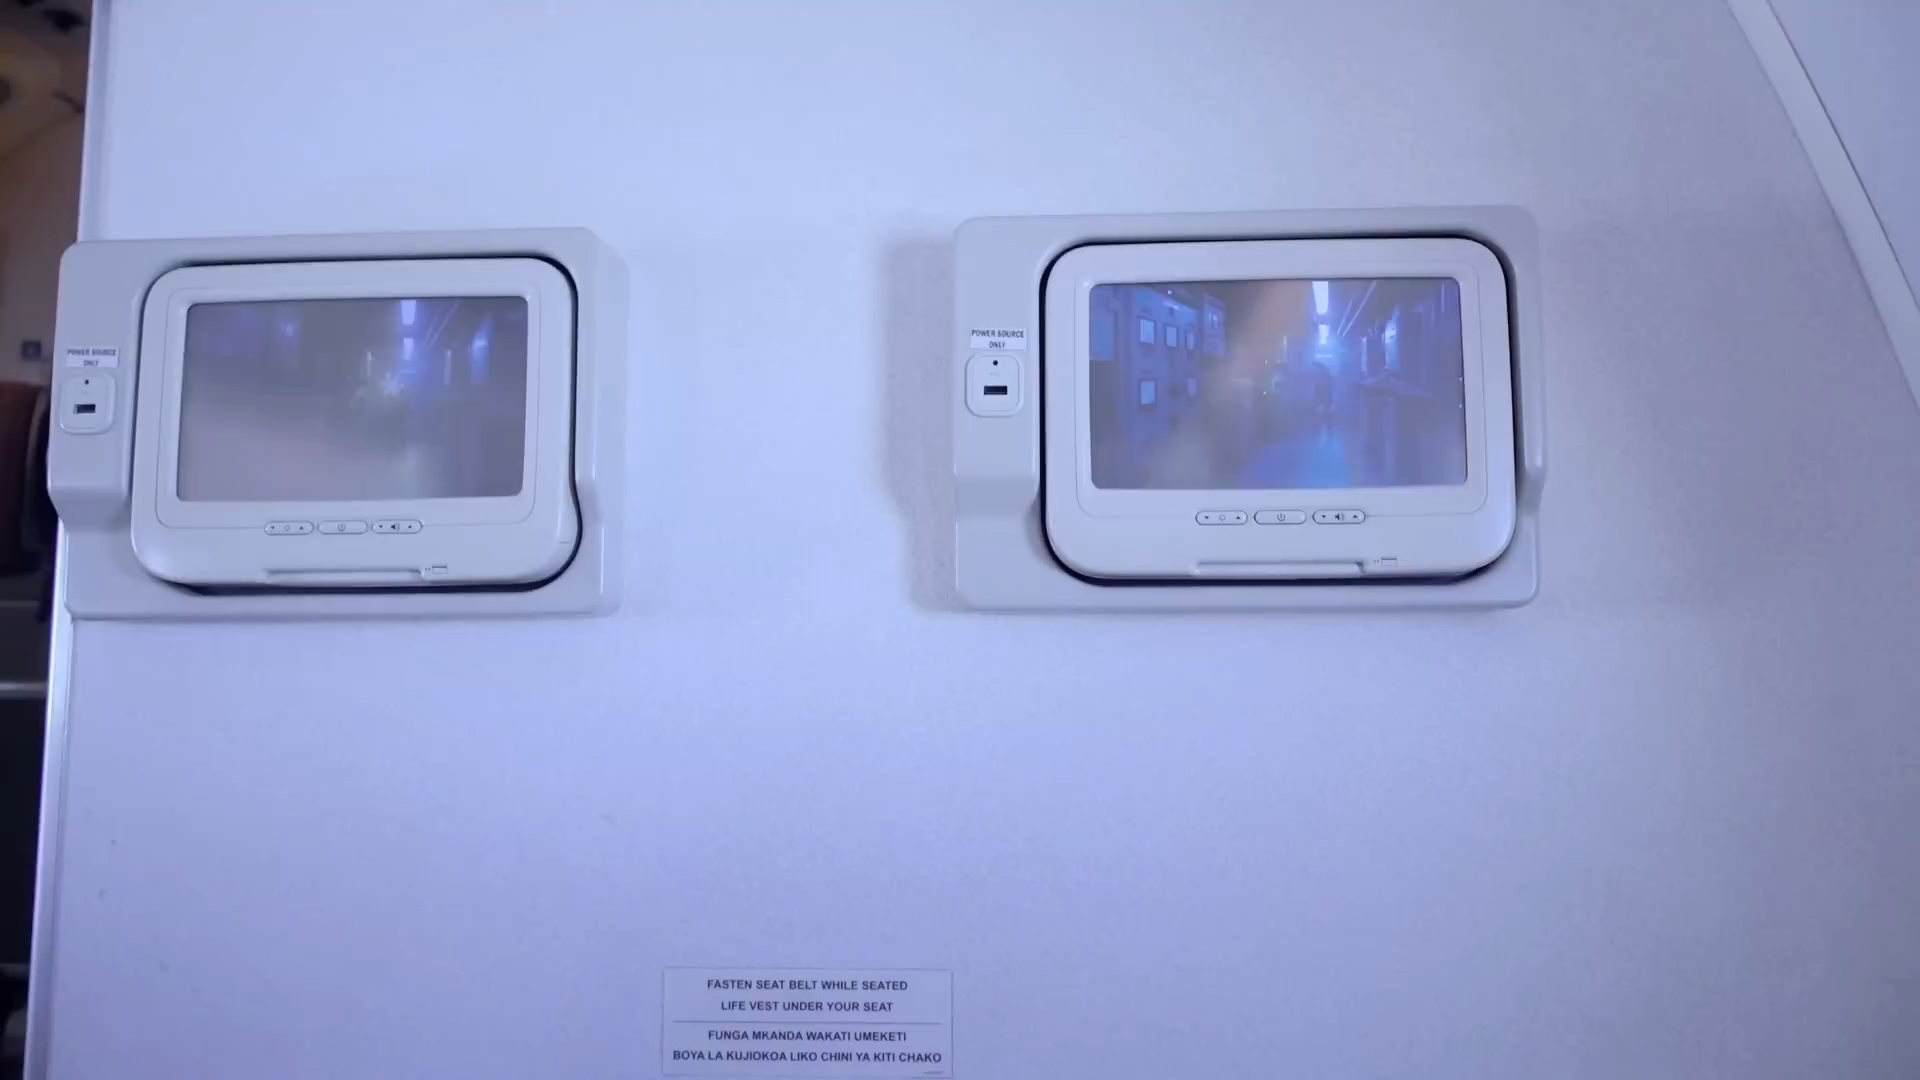 POWER SOURCE
ONLY
POWER SOURCE
ONLY
FASTEN SEAT BELT WHILE SEATED
LIFE VEST UNDER YOUR SEAT
FUNGA MKANDA WAKATI UMEKETI
BOYA LA KUJIOKOA LIKO CHINI YA KITI CHAKO